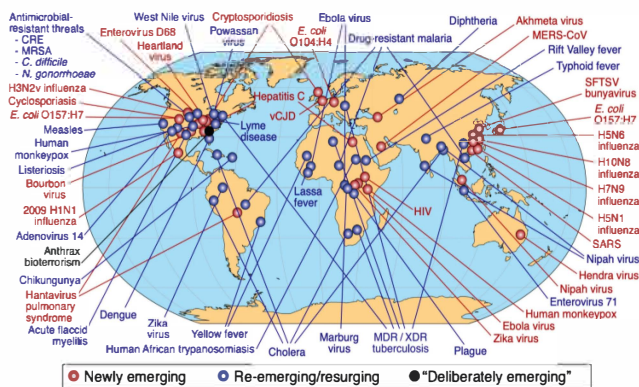 Antimicrobial-
resistant threats
- CRE
- MRSA
- C. difficile
- N. gonorrhoeae
H3N2v influenza
Cyclosporiasis
E. coli O157:H7
Measles
Human
monkeypox
Listeriosis
Bourbon
virus
2009 H1N1
influenza
Adenovirus 14
Anthrax
bioterrorism
Chikungunya
Hantavirus
pulmonary
syndrome
Acute flaccid
myelitis
Enterovirus D68
Heartland
virus
West Nile virus
Powassan
virus
Cryptosporidiosis
Ebola virus
E. coli
O104:H4
Drug-resistant malaria
Diphtheria
Akhmeta virus
MERS-CoV
Rift Valley fever
Typhoid fever
SFTSV
bunyavirus
E. coli
O157:H7
H5N6
influenza
H10N8
influenza
H7N9
influenza
H5N1
influenza
SARS
Nipah virus
Hendra virus
Nipah virus
Enterovirus 71
Human monkeypox
Ebola virus
Zika virus
Hepatitis C
vCJD
Lyme
disease
Lassa
fever
HIV
Dengue
Zika
virus
Yellow fever
Human African trypanosomiasis
Cholera
Marburg
virus
MDR / XDR
tuberculosis
Plague
Newly emerging
Re-emerging/resurging
“Deliberately emerging”